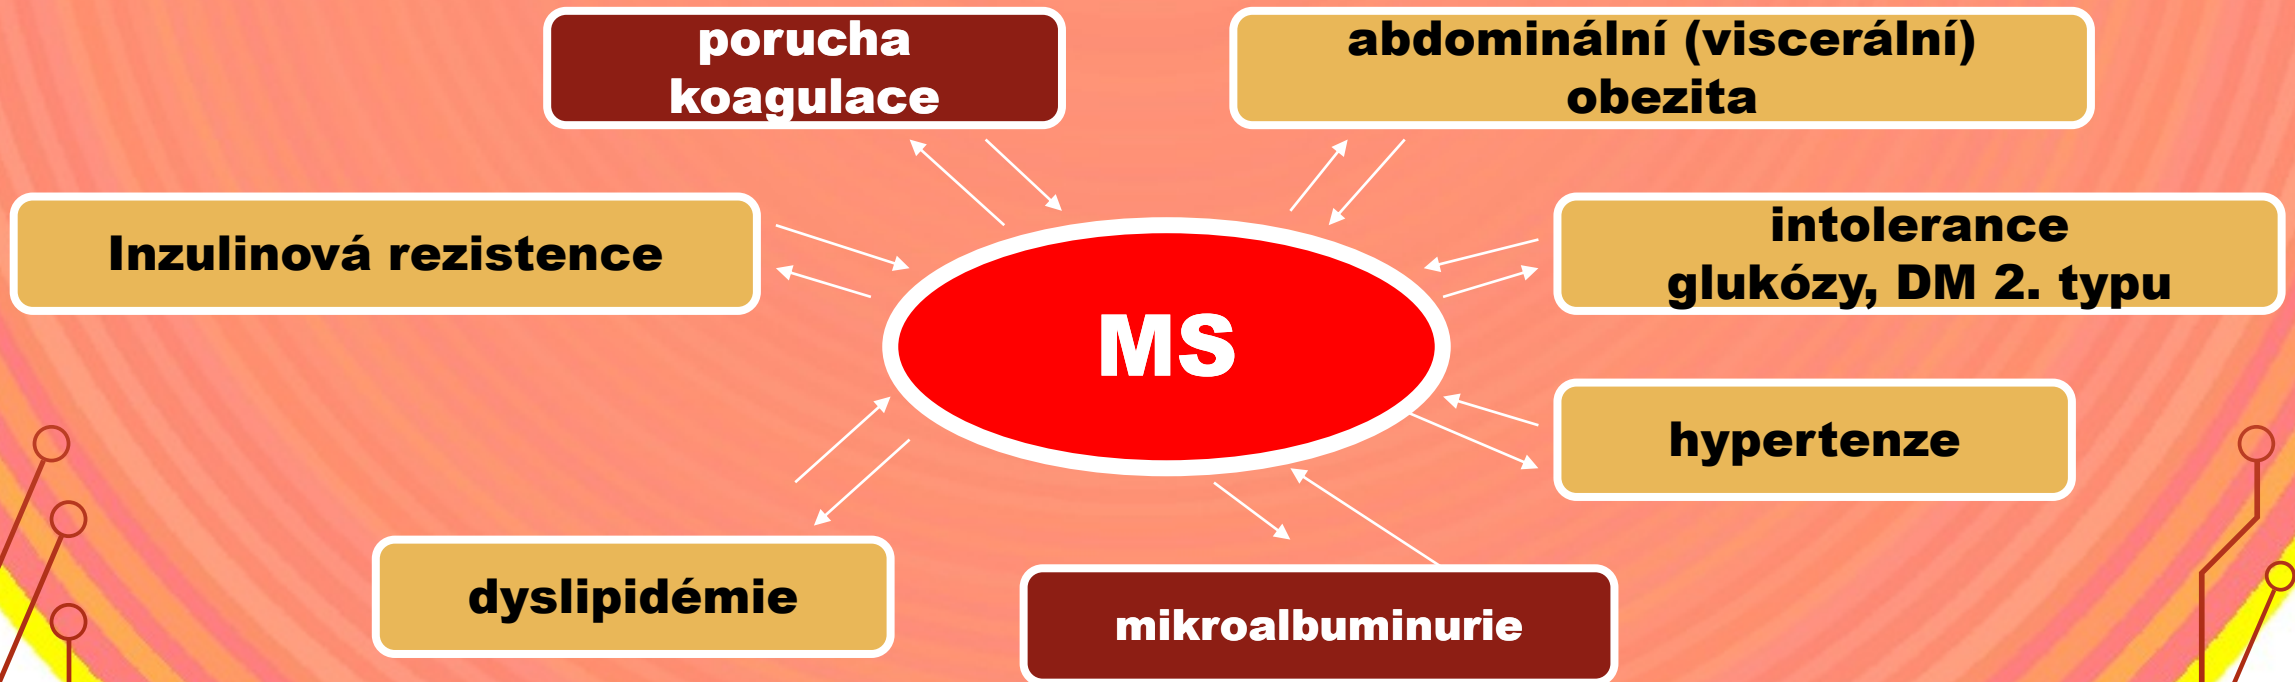 porucha
koagulace
abdominální (viscerální)
obezita
Inzulinová rezistence
intolerance
glukózy, DM 2. typu
MS
hypertenze
dyslipidémie
mikroalbuminurie